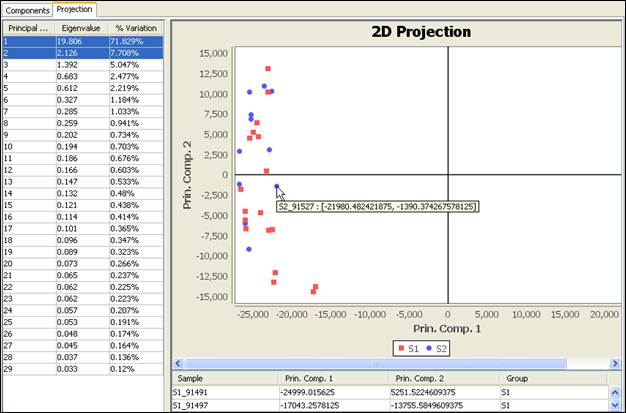 Components Projection
Principal ... Eigenvalue % Variation
1 19.806 71.829%
2 2.126 7.708%
3 1.392 5.047%
4 0.683 2.477%
5 0.612 2.219%
6 0.327 1.184%
7 0.285 1.033%
8 0.259 0.941%
9 0.202 0.734%
10 0.194 0.703%
11 0.186 0.676%
12 0.166 0.603%
13 0.147 0.533%
14 0.132 0.48%
15 0.121 0.438%
16 0.114 0.414%
17 0.101 0.365%
18 0.096 0.347%
19 0.089 0.323%
20 0.073 0.266%
21 0.065 0.237%
22 0.062 0.225%
23 0.062 0.223%
24 0.057 0.207%
25 0.053 0.191%
26 0.048 0.174%
27 0.045 0.164%
28 0.037 0.136%
29 0.033 0.12%
2D Projection
Prin. Comp. 2
15,000
12,500
10,000
7,500
5,000
2,500
0
-2,500
-5,000
-7,500
-10,000
-12,500
-15,000
S2_91527 : [-21980.482421875, -1390.374267578125]
-25,000 -20,000 -15,000 -10,000 -5,000 0 5,000 10,000 15,000 20,000 22,000
Prin. Comp. 1
S1 S2
Sample Prin. Comp. 1 Prin. Comp. 2 Group
S1_91491 -24999.015625 5251.5224609375 S1
S1_91497 -17043.2578125 -13755.5849609375 S1